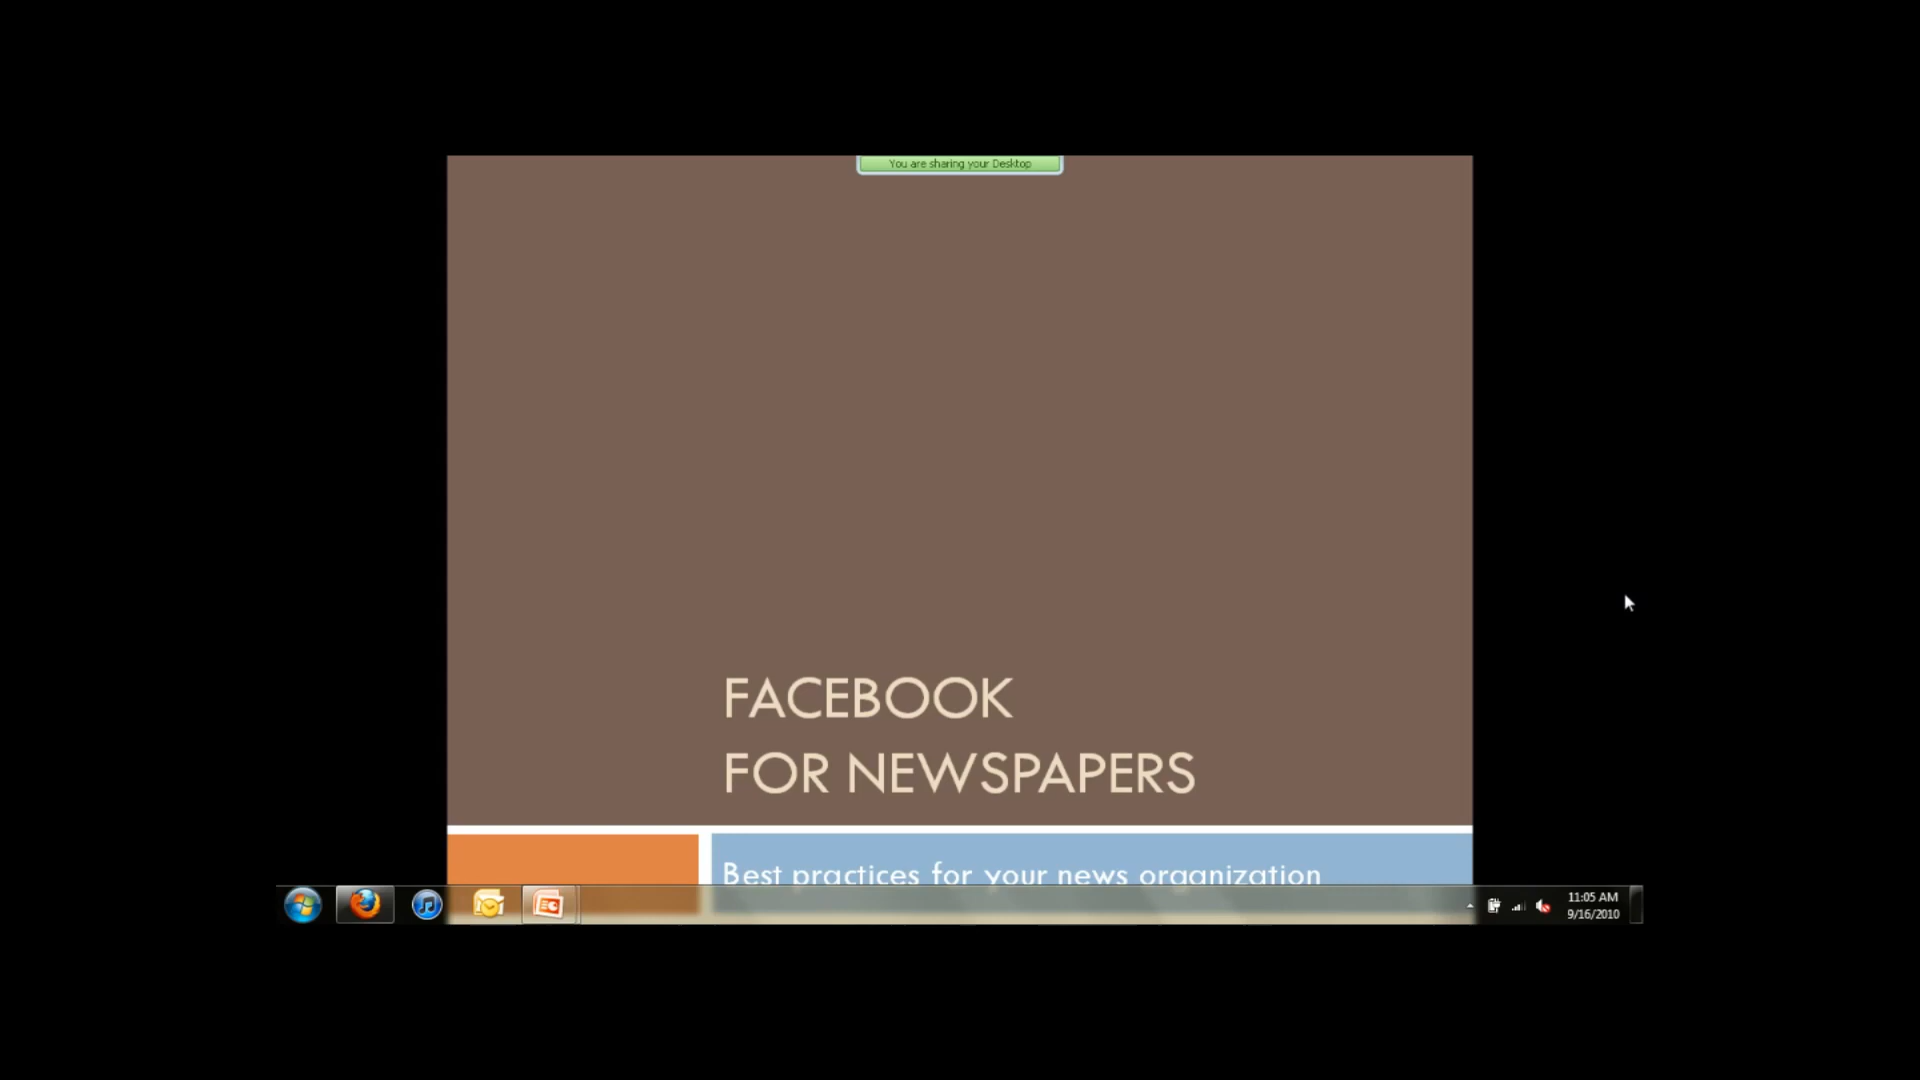 You are sharing your Desktop
FACEBOOK
FOR NEWSPAPERS
Best practices for your news organization
11:05 AM
9/16/2010